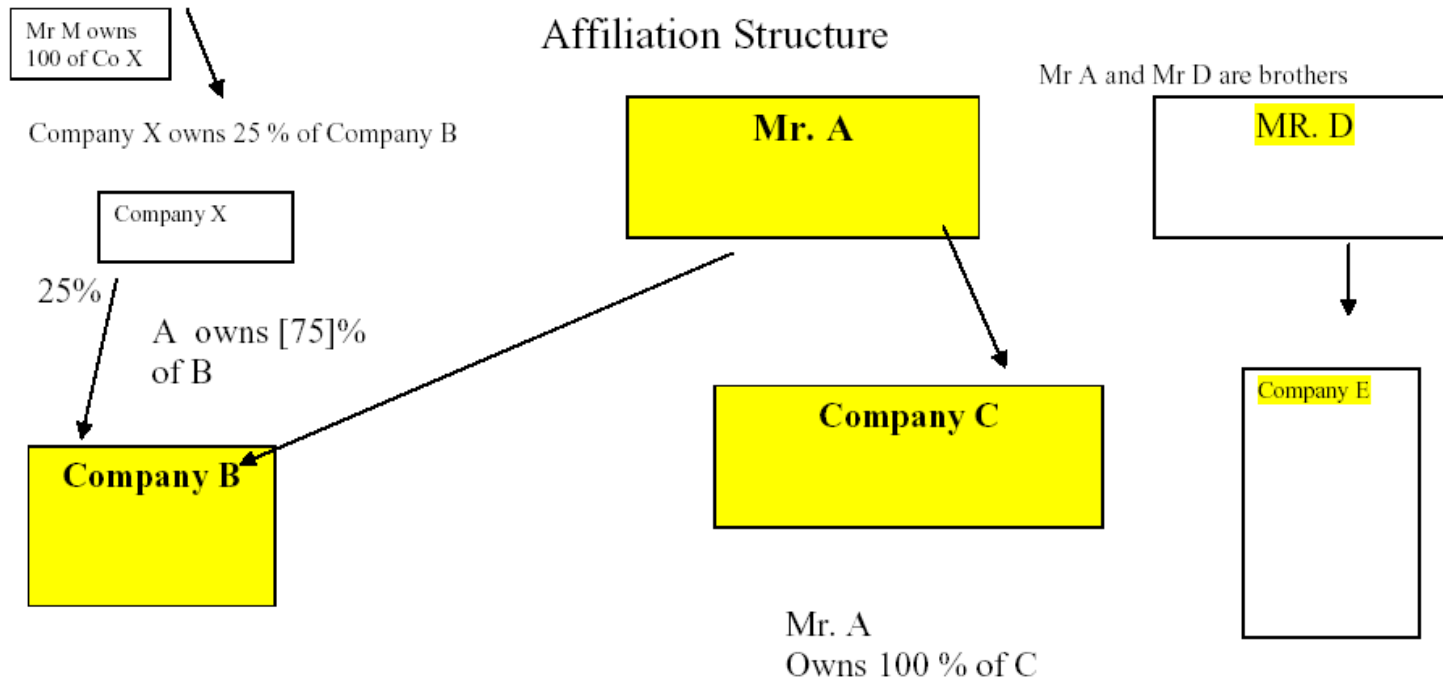 Affiliation Structure
Mr M owns
100 of Co X
Mr A and Mr D are brothers
Company X owns 25 % of Company B
Mr. A
MR. D
Company X
25%
A owns [75]%
of B
Company E
Company C
Company B
Mr. A
Owns 100 % of C